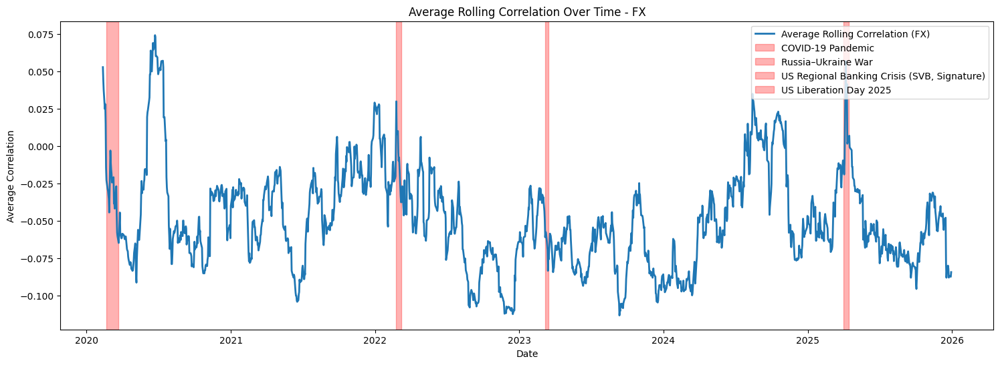 Average Rolling Correlation Over Time - FX
Average Rolling Correlation (FX)
COVID-19 Pandemic
Russia–Ukraine War
US Regional Banking Crisis (SVB, Signature)
US Liberation Day 2025
Average Correlation
0.075
0.050
0.025
0.000
−0.025
−0.050
−0.075
−0.100
2020
2021
2022
2023
2024
2025
2026
Date